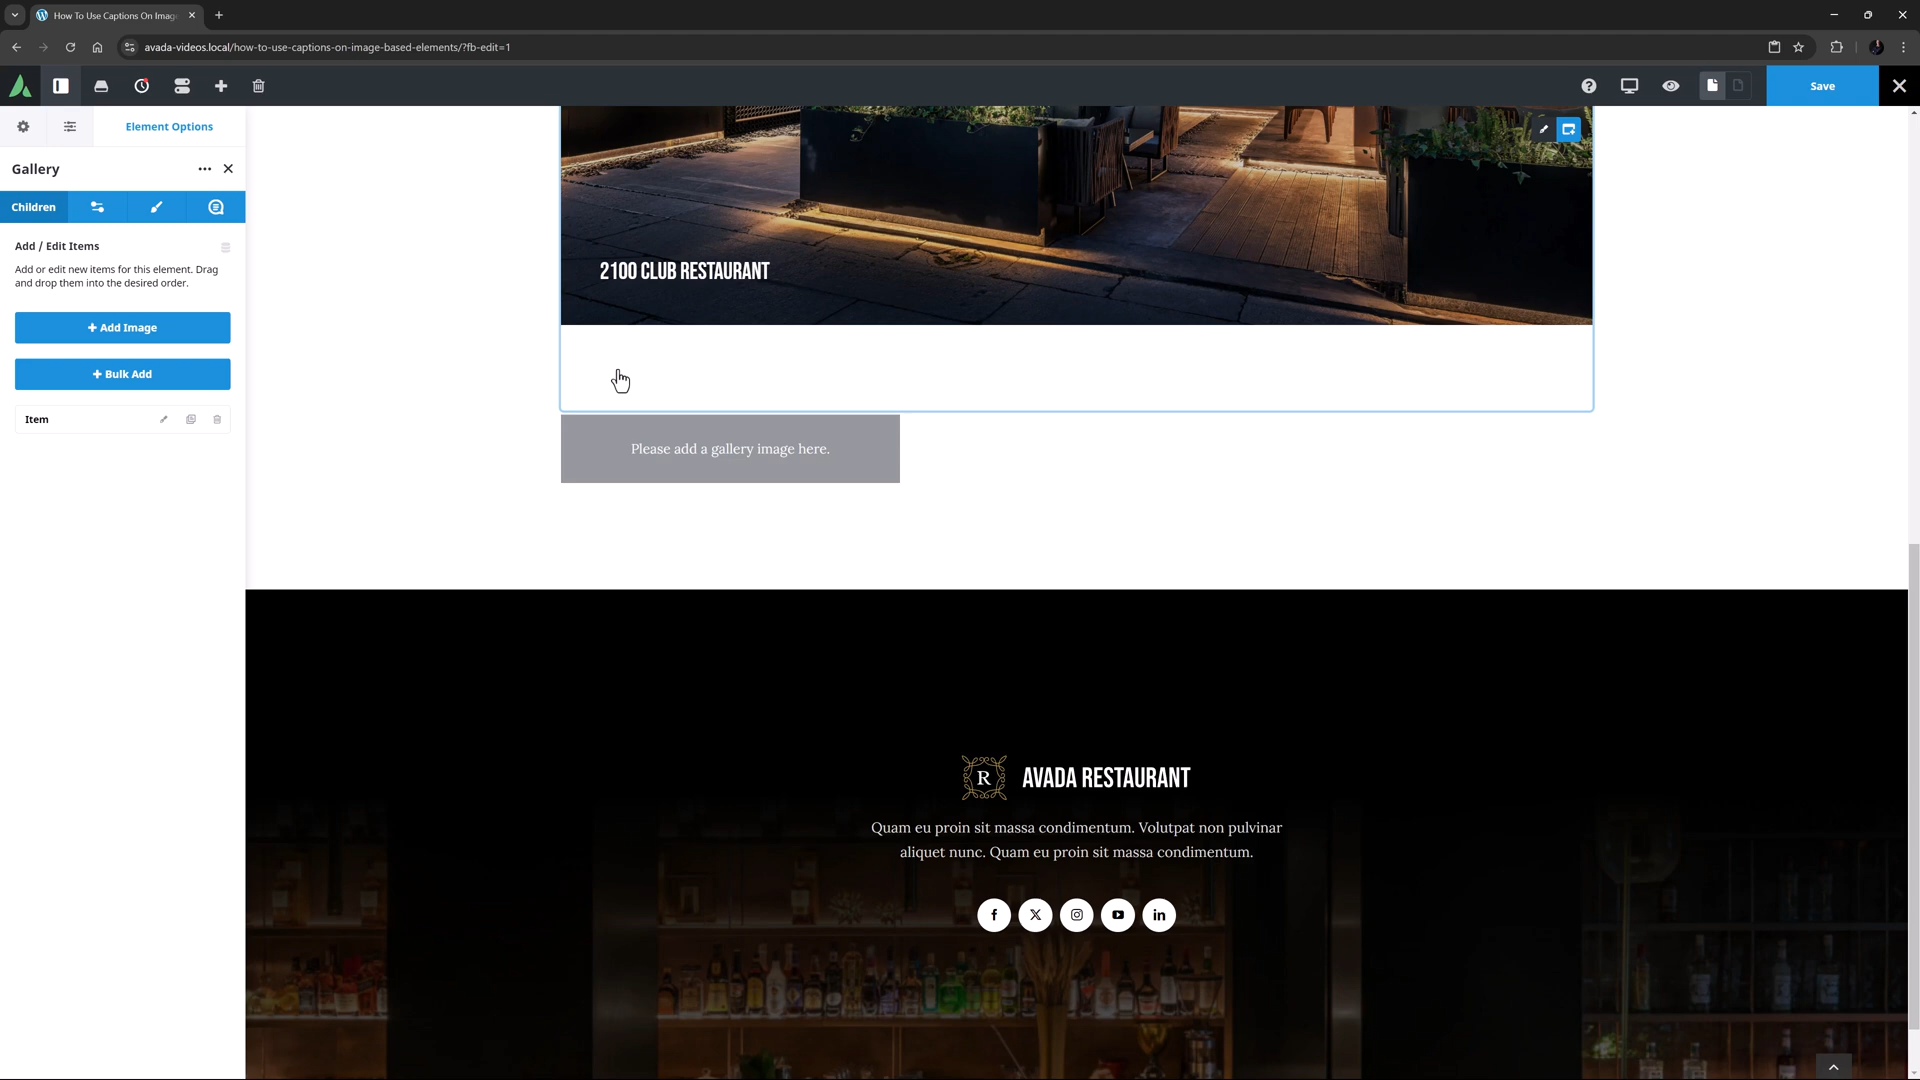 How To Use Captions On Imag
avada-videos.local/how-to-use-captions-on-image-based-elements/?fb-edit=1
Save
Element Options
Gallery
Children
Add / Edit Items
Add or edit new items for this element. Drag
and drop them into the desired order.
+ Add Image
+ Bulk Add
Item
2100 CLUB RESTAURANT
Please add a gallery image here.
R
AVADA RESTAURANT
Quam eu proin sit massa condimentum. Volutpat non pulvinar
aliquet nunc. Quam eu proin sit massa condimentum.